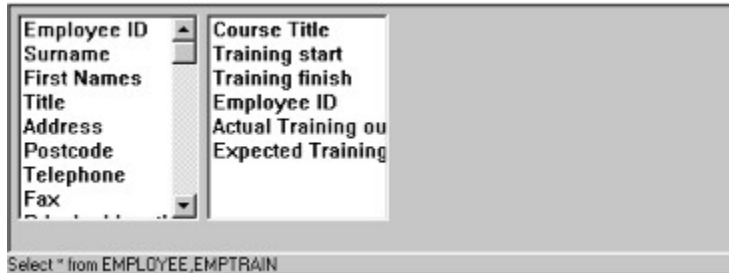 Employee ID
Surname
First Names
Title
Address
Postcode
Telephone
Fax
Course Title
Training start
Training finish
Employee ID
Actual Training ou
Expected Training
Select * from EMPLOYEE,EMPTRAIN